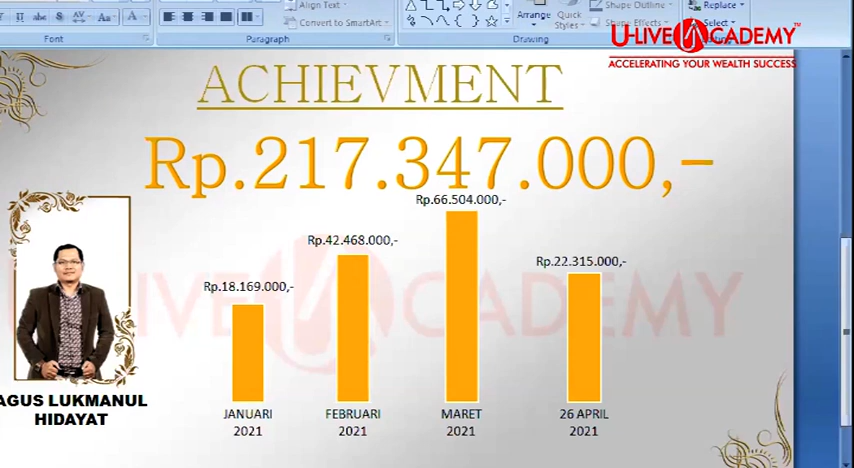 Align Text
Convert to SmartArt
Font
Paragraph
Arrange
Quick
Styles
Shape Outline
Shape Effects
Drawing
Replace
Select
U-LIVE ACADEMY™
ACCELERATING YOUR WEALTH SUCCESS
ACHIEVMENT
Rp.217.347.000,-
Rp.66.504.000,-
Rp.42.468.000,-
Rp.22.315.000,-
Rp.18.169.000,-
U-LIVE ACADEMY
AGUS LUKMANUL
HIDAYAT
JANUARI
2021
FEBRUARI
2021
MARET
2021
26 APRIL
2021